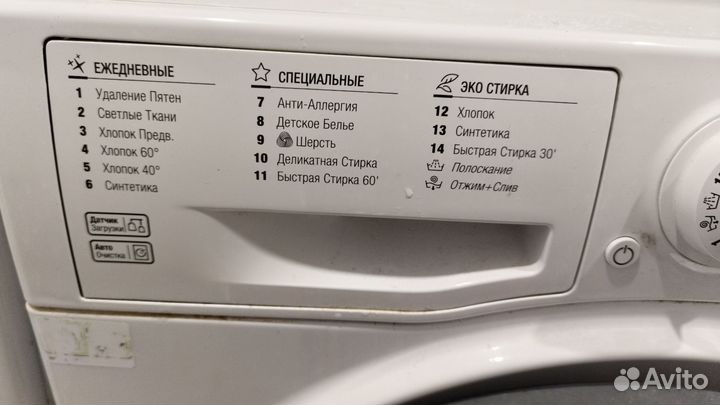 ЕЖЕДНЕВНЫЕ
1 Удаление Пятен
2 Светлые Ткани
3 Хлопок Предв.
4 Хлопок 60°
5 Хлопок 40°
6 Синтетика
Датчик
Загрузки
Авто
Очистка
СПЕЦИАЛЬНЫЕ
7 Анти-Аллергия
8 Детское Белье
9 Шерсть
10 Деликатная Стирка
11 Быстрая Стирка 60'
ЭКО СТИРКА
12 Хлопок
13 Синтетика
14 Быстрая Стирка 30'
Полоскание
Отжим+Слив
Avito